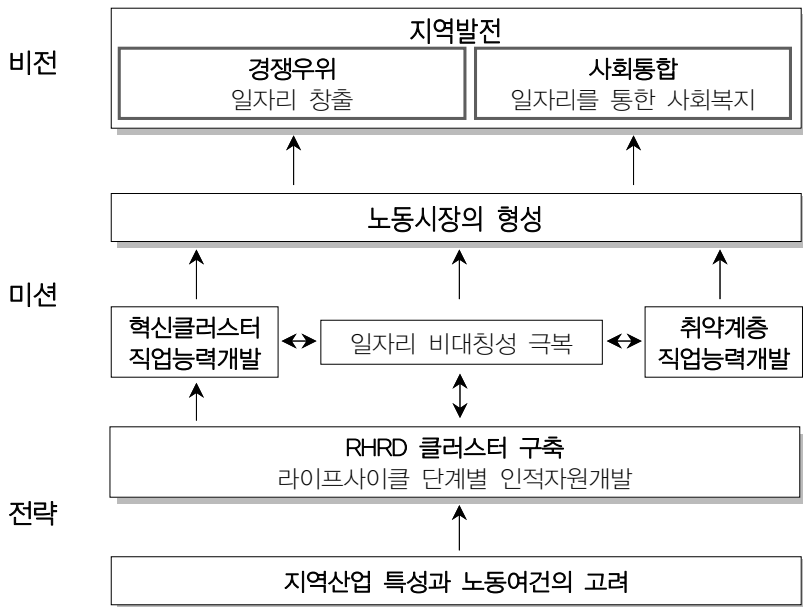 비전
지역발전
경쟁우위
일자리 창출
사회통합
일자리를 통한 사회복지
노동시장의 형성
미션
혁신클러스터
직업능력개발
일자리 비대칭성 극복
취약계층
직업능력개발
RHRD 클러스터 구축
라이프사이클 단계별 인적자원개발
전략
지역산업 특성과 노동여건의 고려